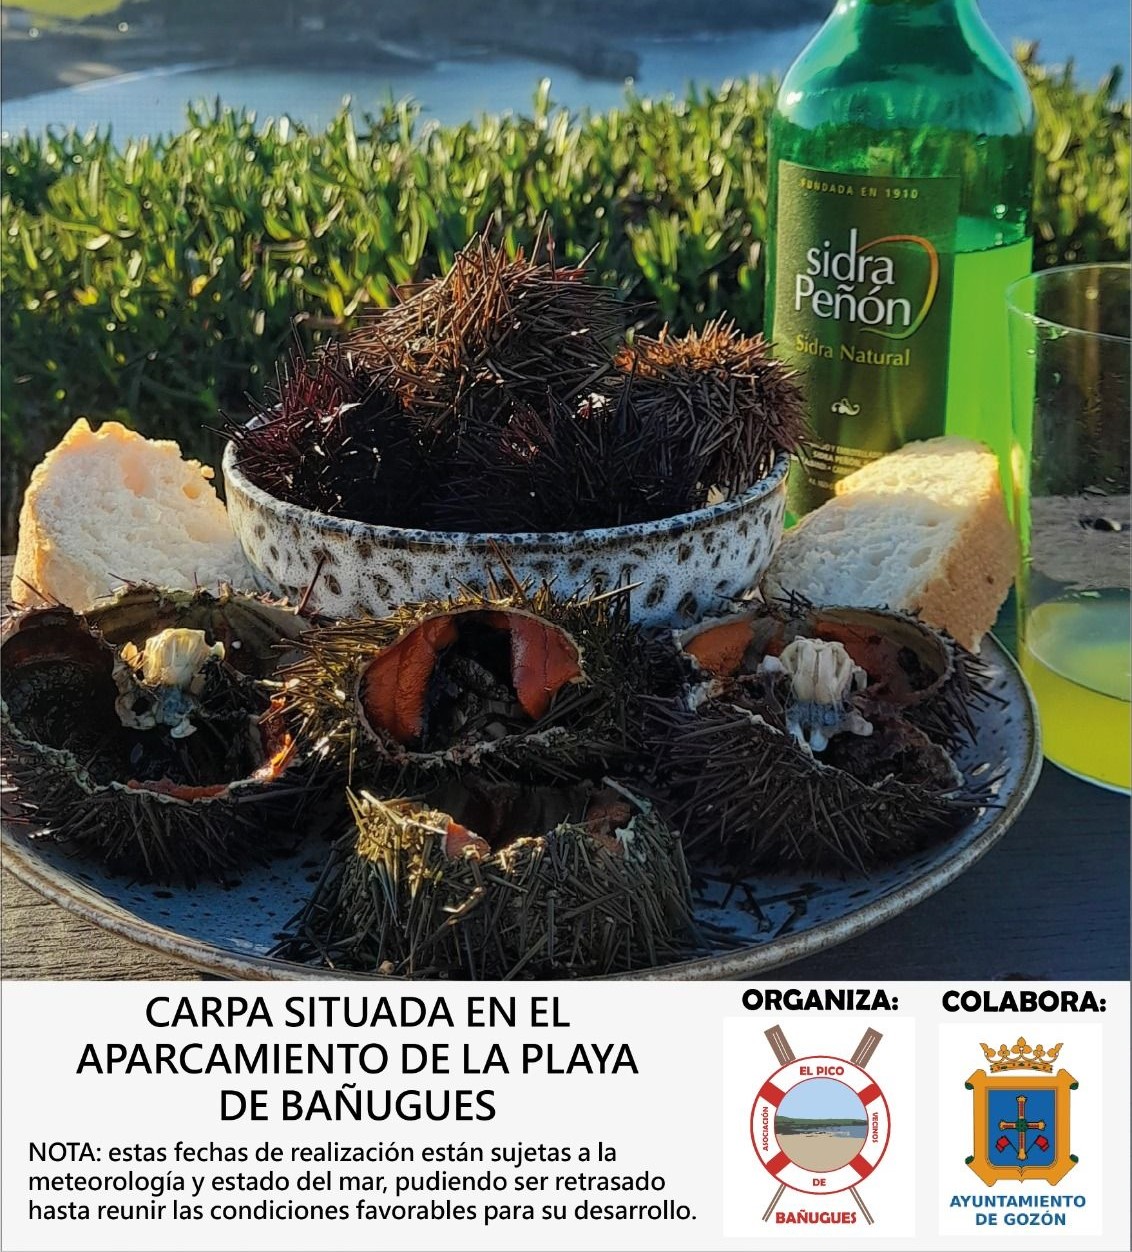 FUNDADA EN 1910
sidra
Peñón
Sidra Natural
CARPA SITUADA EN EL
APARCAMIENTO DE LA PLAYA
DE BAÑUGUES
NOTA: estas fechas de realización están sujetas a la
meteorología y estado del mar, pudiendo ser retrasado
hasta reunir las condiciones favorables para su desarrollo.
ORGANIZA:
EL PICO
ASOCIACIÓN
VECINOS
DE
BAÑUGUES
COLABORA:
AYUNTAMIENTO
DE GOZÓN